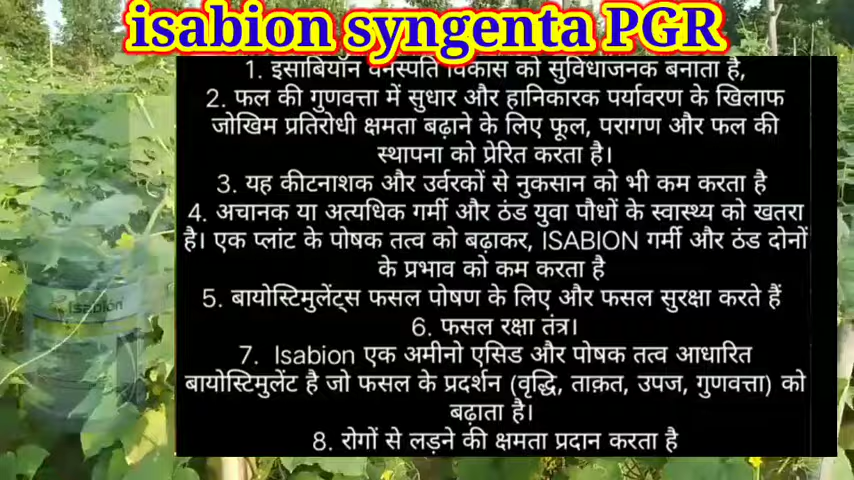 isabion syngenta PGR
1. इसाबियॉन वनस्पति विकास को सुविधाजनक बनाता है,
2. फल की गुणवत्ता में सुधार और हानिकारक पर्यावरण के खिलाफ
जोखिम प्रतिरोधी क्षमता बढ़ाने के लिए फूल, परागण और फल की
स्थापना को प्रेरित करता है।
3. यह कीटनाशक और उर्वरकों से नुकसान को भी कम करता है
4. अचानक या अत्यधिक गर्मी और ठंड युवा पौधों के स्वास्थ्य को खतरा
है। एक प्लांट के पोषक तत्व को बढ़ाकर, ISABION गर्मी और ठंड दोनों
के प्रभाव को कम करता है
5. बायोस्टिमुलेंट्स फसल पोषण के लिए और फसल सुरक्षा करते हैं
6. फसल रक्षा तंत्र।
7. Isabion एक अमीनो एसिड और पोषक तत्व आधारित
बायोस्टिमुलेंट है जो फसल के प्रदर्शन (वृद्धि, ताक़त, उपज, गुणवत्ता) को
बढ़ाता है।
8. रोगों से लड़ने की क्षमता प्रदान करता है
isabion